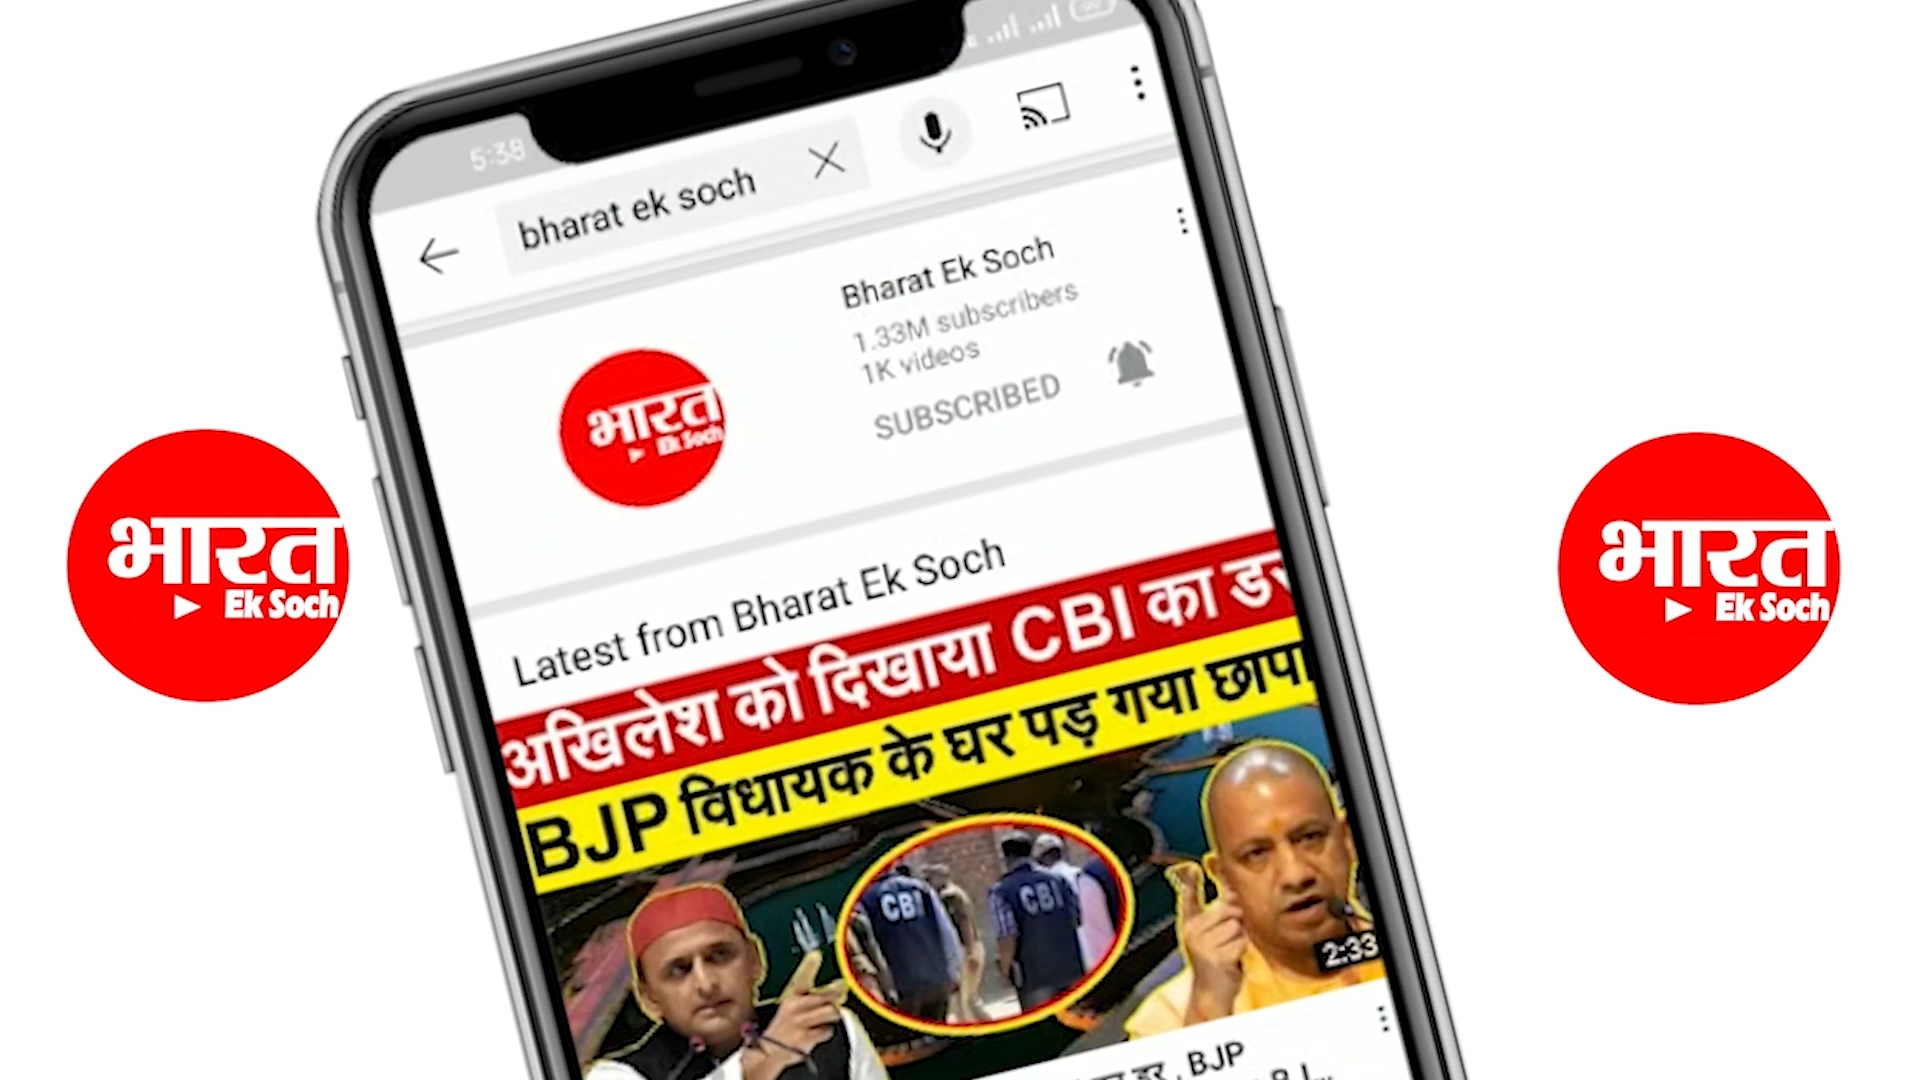 5:38
bharat ek soch
Bharat Ek Soch
1.33M subscribers
1K videos
SUBSCRIBED
भारत
Ek Soch
Latest from Bharat Ek Soch
अखिलेश को दिखाया CBI का डर
BJP विधायक के घर पड़ गया छापा
CBI
CBI
2:33
डर, BJP
भारत
Ek Soch
भारत
Ek Soch